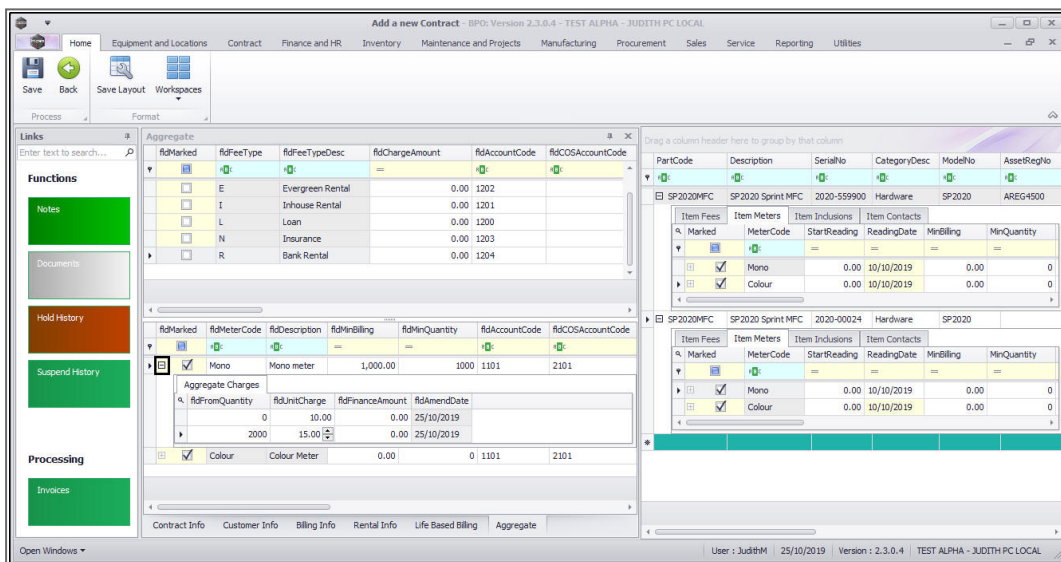 Add a new Contract - BPO: Version 2.3.0.4 - TEST ALPHA - JUDITH PC LOCAL
Home Equipment and Locations Contract Finance and HR Inventory Maintenance and Projects Manufacturing Procurement Sales Service Reporting Utilities
Save Back Save Layout Workspaces
Process Format
Links
Enter text to search...
Functions
Notes
Documents
Hold History
Suspend History
Processing
Invoices
Aggregate
fldMarked fldFeeType fldFeeTypeDesc fldChargeAmount fldAccountCode fldCOSAccountCode
=
E Evergreen Rental 0.00 1202
I Inhouse Rental 0.00 1201
L Loan 0.00 1200
N Insurance 0.00 1203
R Bank Rental 0.00 1204
fldMarked fldMeterCode fldDescription fldMinBilling fldMinQuantity fldAccountCode fldCOSAccountCode
= =
Mono Mono meter 1,000.00 1000 1101 2101
Aggregate Charges
fldFromQuantity fldUnitCharge fldFinanceAmount fldAmendDate
0 10.00 0.00 25/10/2019
2000 15.00 0.00 25/10/2019
Colour Colour Meter 0.00 0 1101 2101
Contract Info Customer Info Billing Info Rental Info Life Based Billing Aggregate
Drag a column header here to group by that column
PartCode Description SerialNo CategoryDesc ModelNo AssetRegNo
SP2020MFC SP2020 Sprint MFC 2020-559900 Hardware SP2020 AREG4500
Item Fees Item Meters Item Inclusions Item Contacts
Marked MeterCode StartReading ReadingDate MinBilling MinQuantity
= = = =
Mono 0.00 10/10/2019 0.00 0
Colour 0.00 10/10/2019 0.00 0
SP2020MFC SP2020 Sprint MFC 2020-00024 Hardware SP2020
Item Fees Item Meters Item Inclusions Item Contacts
Marked MeterCode StartReading ReadingDate MinBilling MinQuantity
= = = =
Mono 0.00 10/10/2019 0.00 0
Colour 0.00 10/10/2019 0.00 0
Open Windows User : JudithM 25/10/2019 Version : 2.3.0.4 TEST ALPHA - JUDITH PC LOCAL